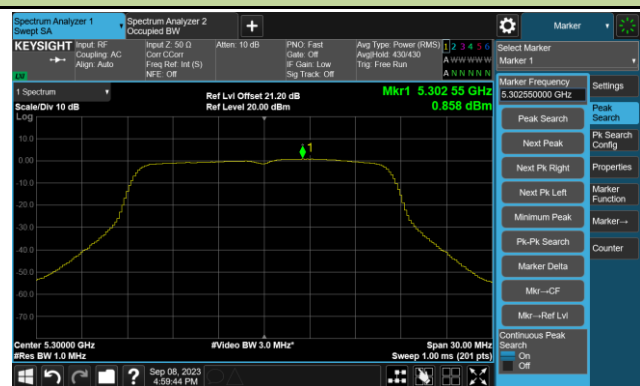 Spectrum Analyzer 1
Swept SA
Spectrum Analyzer 2
Occupied BW
+
Marker
KEYSIGHT
Input: RF
Coupling: AC
Align: Auto
Input Z: 50 Ω
Corr CCorr
Freq Ref: Int (S)
NFE: Off
Atten: 10 dB
PNO: Fast
Gate: Off
IF Gain: Low
Sig Track: Off
Avg Type: Power (RMS)
Avg|Hold: 430/430
Trig: Free Run
1 2 3 4 5 6
A W W W W W
A N N N N N
LVI
Select Marker
Marker 1
1 Spectrum
Scale/Div 10 dB
Log
Ref Lvl Offset 21.20 dB
Ref Level 20.00 dBm
Mkr1 5.302 55 GHz
0.858 dBm
1
10.0
0.00
-10.0
-20.0
-30.0
-40.0
-50.0
-60.0
-70.0
Center 5.30000 GHz
#Res BW 1.0 MHz
#Video BW 3.0 MHz*
Span 30.00 MHz
Sweep 1.00 ms (201 pts)
Marker Frequency
5.302550000 GHz
Peak Search
Next Peak
Next Pk Right
Next Pk Left
Minimum Peak
Pk-Pk Search
Marker Delta
Mkr→CF
Mkr→Ref Lvl
Continuous Peak
Search
On
Off
Settings
Peak
Search
Pk Search
Config
Properties
Marker
Function
Marker→
Counter
?
Sep 08, 2023
4:59:44 PM